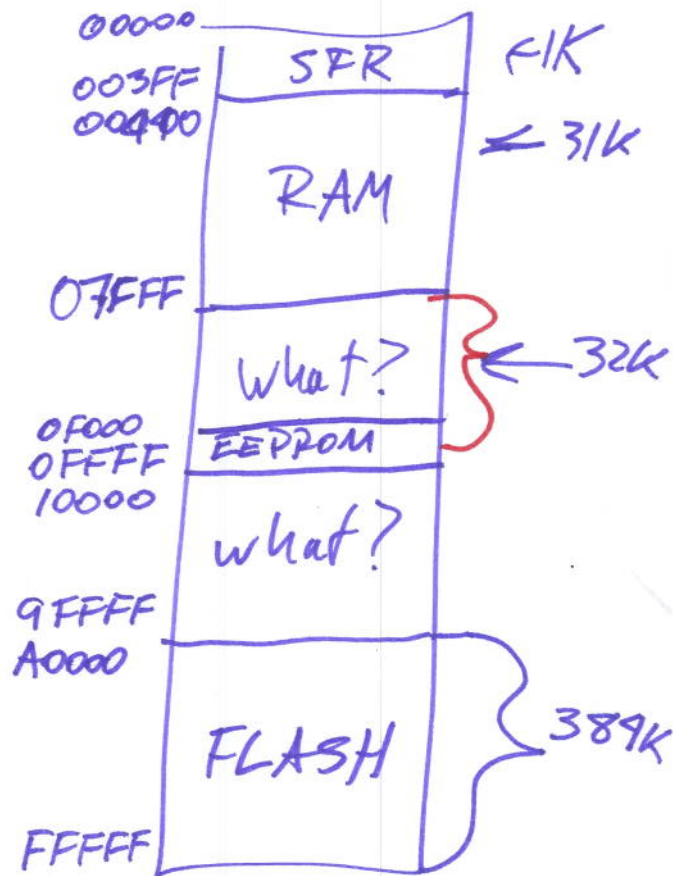 00000
SFR
←1K
003FF
00400
← 31K
RAM
07FFF
what?
← 32K
0F000
EEPROM
0FFFF
10000
what?
9FFFF
A0000
384K
FLASH
FFFFF